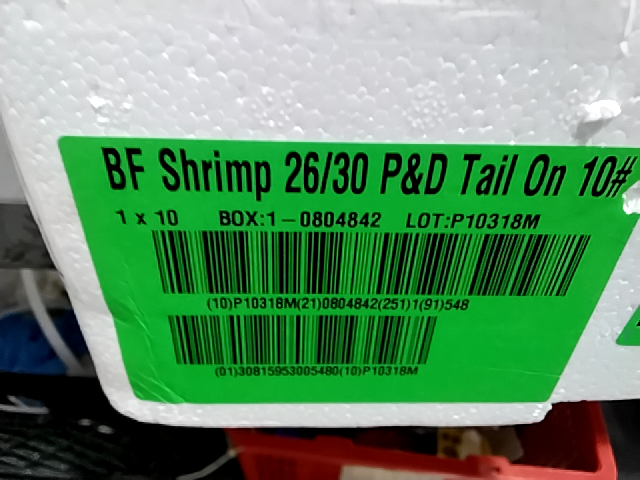 BF Shrimp 26/30 P&D Tail On 10#
1 x 10 BOX:1-0804842 LOT:P10318M
(10)P10318M(21)0804842(251)1(91)548
(01)30815953005480(10)P10318M